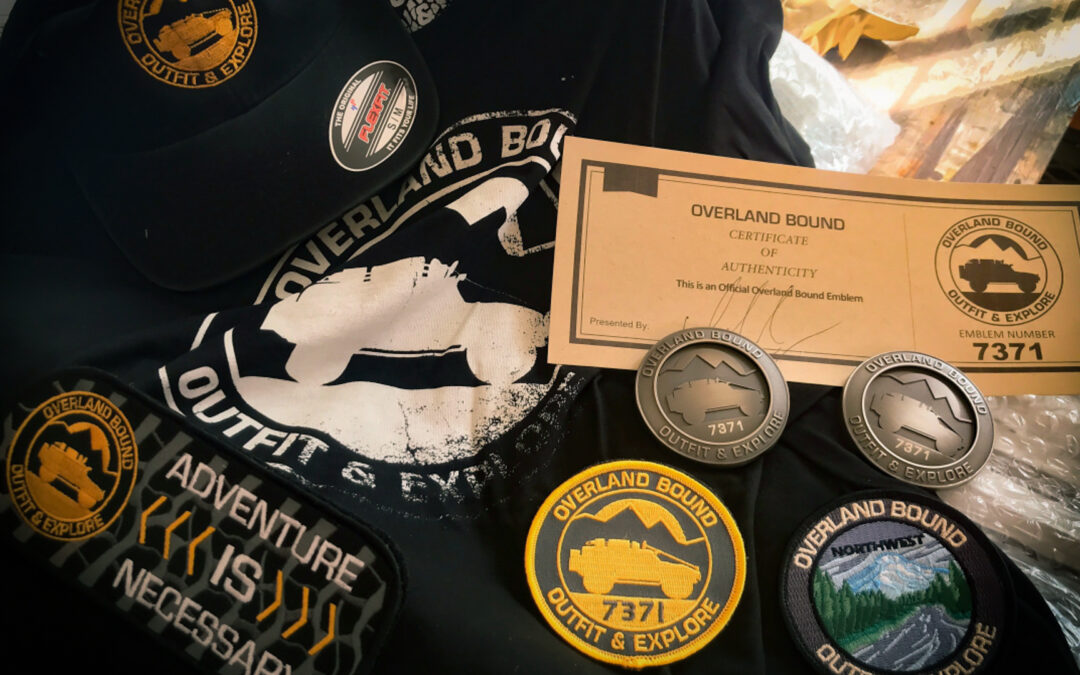 OVERLAND BOUND
OUTFIT & EXPLORE
THE ORIGINAL
FLEXFIT
S / M
IT FITS YOUR LIFE
OVERLAND
OUTFIT &
OVERLAND BOUND
CERTIFICATE
OF
AUTHENTICITY
This is an Official Overland Bound Emblem
Presented By:
OVERLAND BOUND
OUTFIT & EXPLORE
EMBLEM NUMBER
7371
OVERLAND BOUND
7371
OUTFIT & EXPLORE
OVERLAND BOUND
7371
OUTFIT & EXPLORE
OVERLAND BOUND
OUTFIT & EXPLORE
ADVENTURE
<<< IS >>>
NECESSARY
OVERLAND BOUND
7371
OUTFIT & EXPLORE
OVERLAND BOUND
NORTHWEST
OUTFIT & EXPLORE